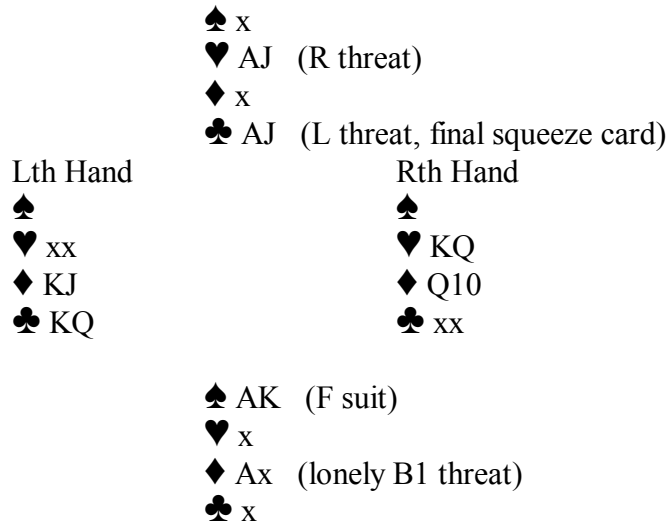 ♠ x
♥ AJ (R threat)
♦ x
♣ AJ (L threat, final squeeze card)
Lth Hand Rth Hand
♠ ♠
♥ xx ♥ KQ
♦ KJ ♦ Q10
♣ KQ ♣ xx
♠ AK (F suit)
♥ x
♦ Ax (lonely B1 threat)
♣ x